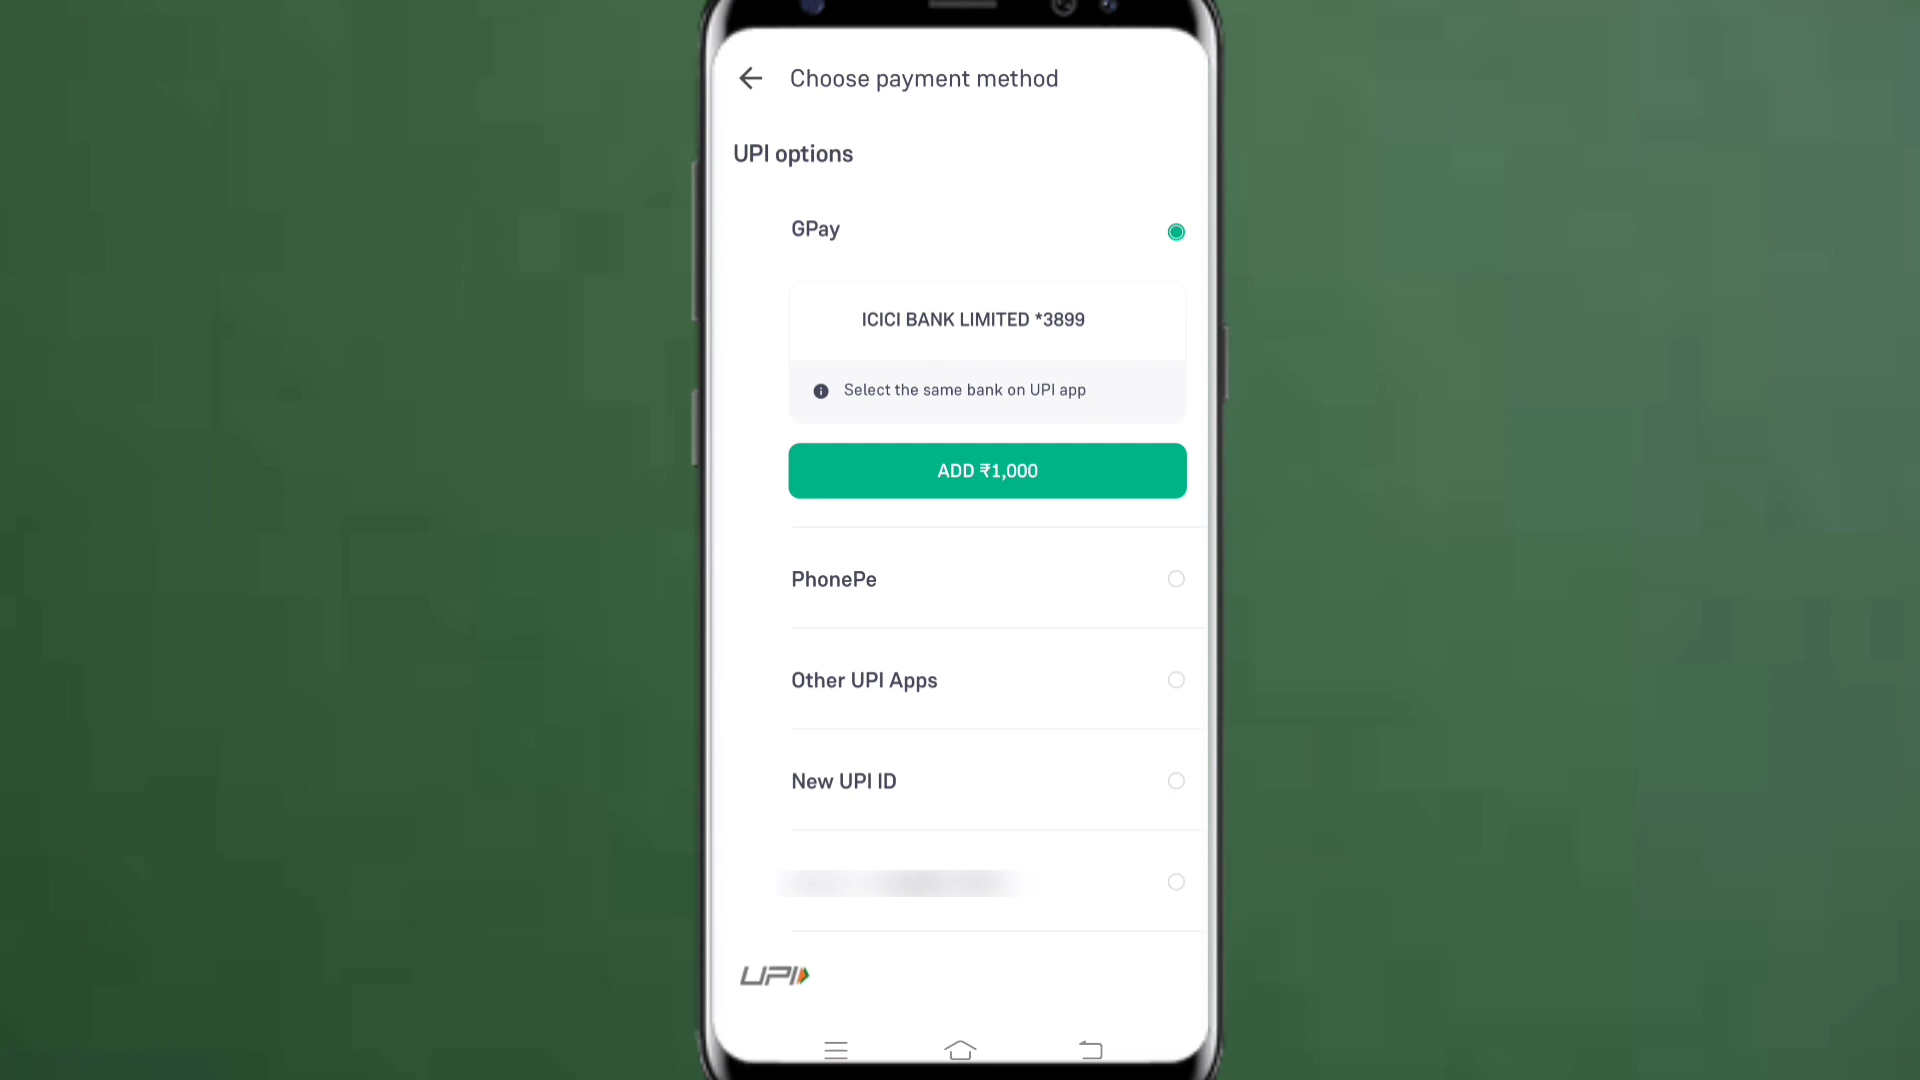 Choose payment method
UPI options
GPay
ICICI BANK LIMITED *3899
Select the same bank on UPI app
ADD ₹1,000
PhonePe
Other UPI Apps
New UPI ID
UPI